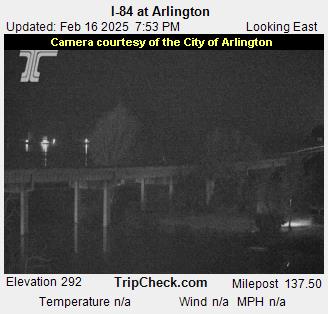 I-84 at Arlington
Updated: Feb 16 2025 7:53 PM Looking East
Camera courtesy of the City of Arlington
Elevation 292 TripCheck.com Milepost 137.50
Temperature n/a Wind n/a MPH n/a